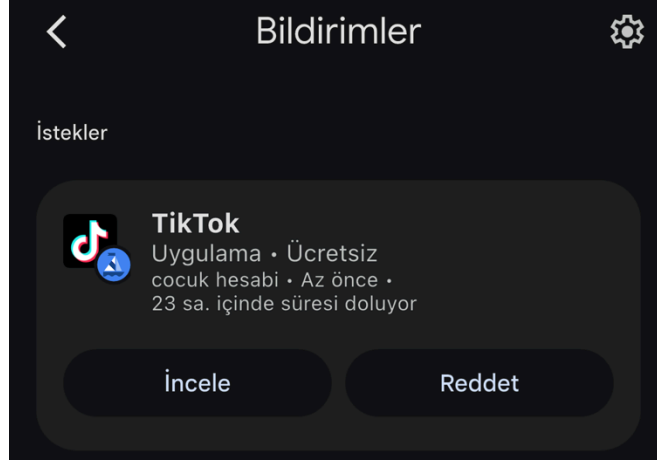 Bildirimler
İstekler
TikTok
Uygulama • Ücretsiz
cocuk hesabi • Az önce •
23 sa. içinde süresi doluyor
İncele
Reddet